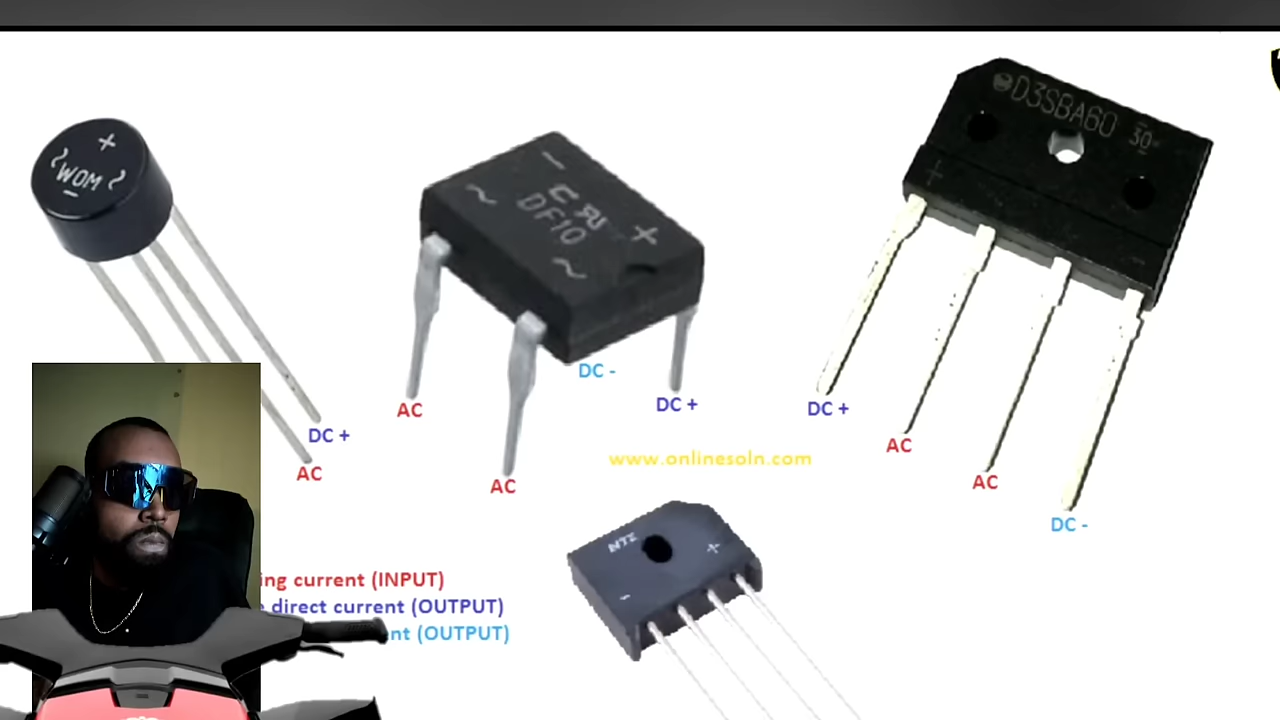 +
~ WOM ~
-
-
~
DF10
+
~
D3SBA60
30
+
-
DC -
AC
DC +
DC +
DC +
AC
AC
www.onlinesoln.com
AC
AC
AC
DC -
NTE
+
-
ing current (INPUT)
direct current (OUTPUT)
nt (OUTPUT)